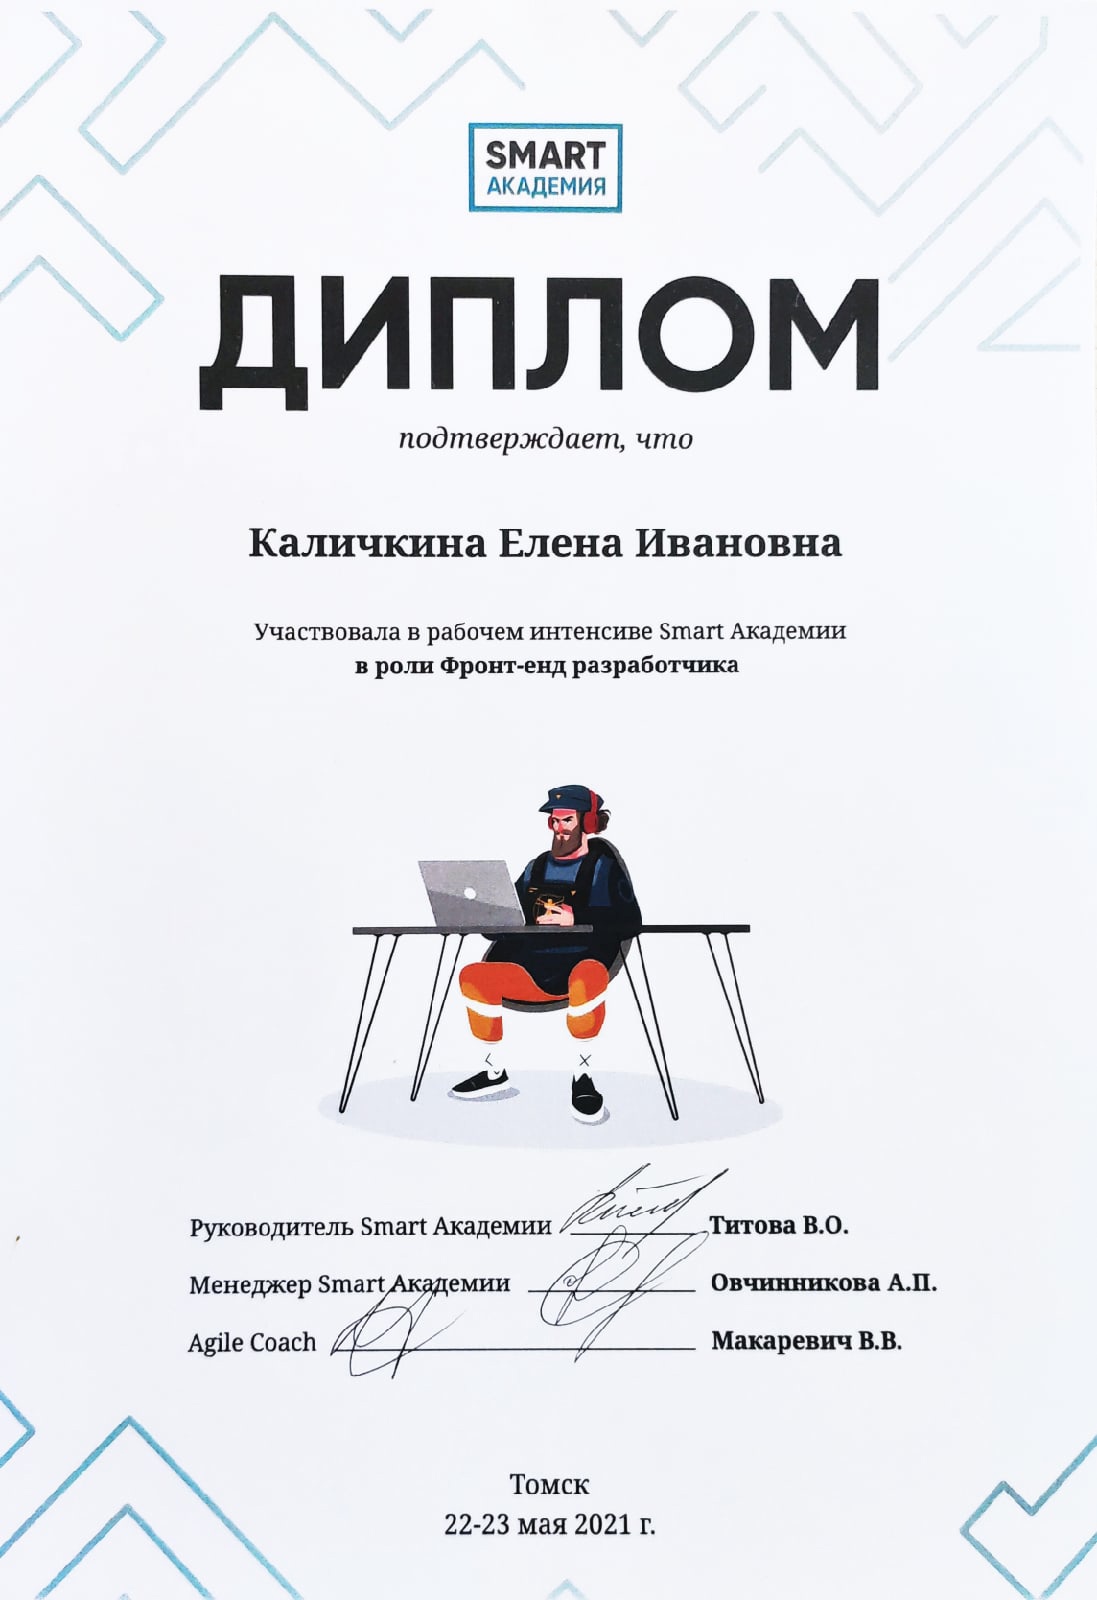 SMART
АКАДЕМИЯ
ДИПЛОМ
подтверждает, что
Каличкина Елена Ивановна
Участвовала в рабочем интенсиве Smart Академии
в роли Фронт-енд разработчика
Руководитель Smart Академии Титова В.О.
Менеджер Smart Академии Овчинникова А.П.
Agile Coach Макаревич В.В.
Томск
22-23 мая 2021 г.